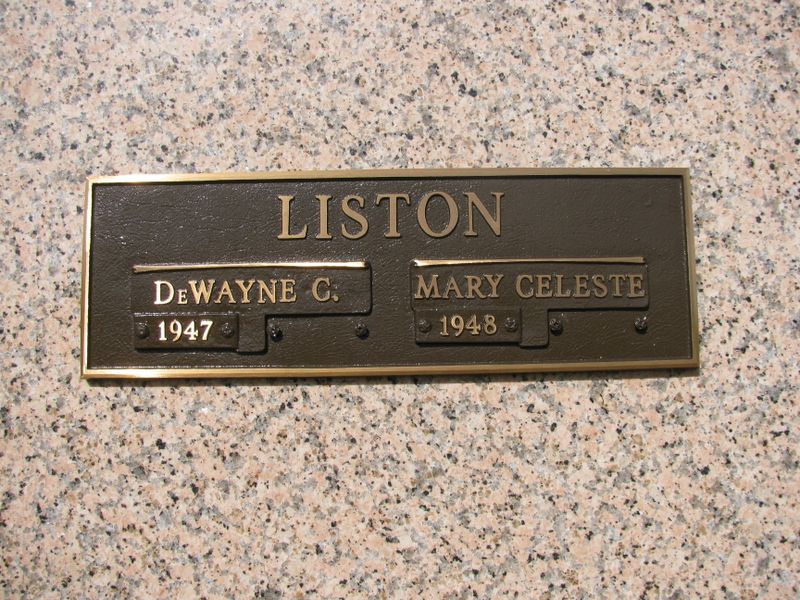 LISTON
DeWAYNE C. MARY CELESTE
1947 1948